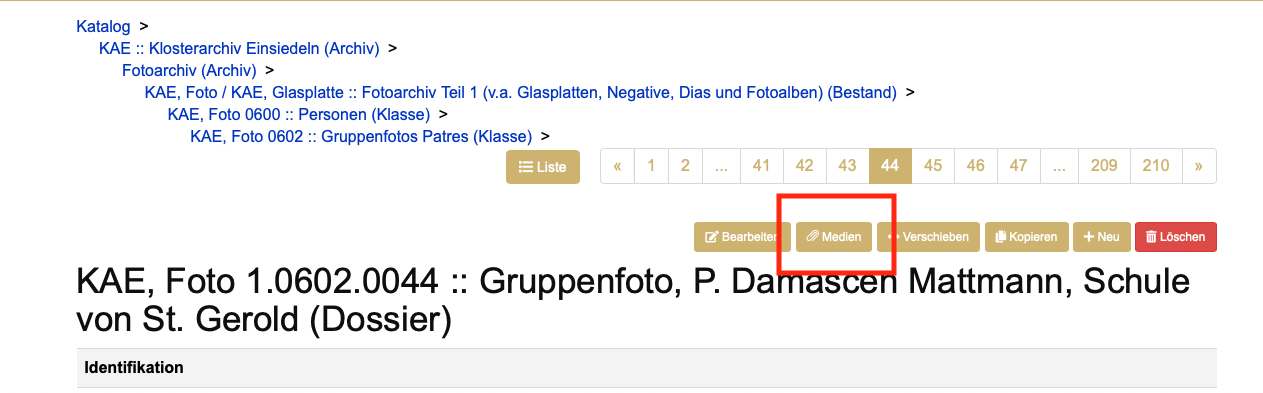 Katalog >
KAE :: Klosterarchiv Einsiedeln (Archiv) >
Fotoarchiv (Archiv) >
KAE, Foto / KAE, Glasplatte :: Fotoarchiv Teil 1 (v.a. Glasplatten, Negative, Dias und Fotoalben) (Bestand) >
KAE, Foto 0600 :: Personen (Klasse) >
KAE, Foto 0602 :: Gruppenfotos Patres (Klasse) >
Liste « 1 2 ... 41 42 43 44 45 46 47 ... 209 210 »
Bearbeiten Medien Verschieben Kopieren Neu Löschen
KAE, Foto 1.0602.0044 :: Gruppenfoto, P. Damascen Mattmann, Schule
von St. Gerold (Dossier)
Identifikation